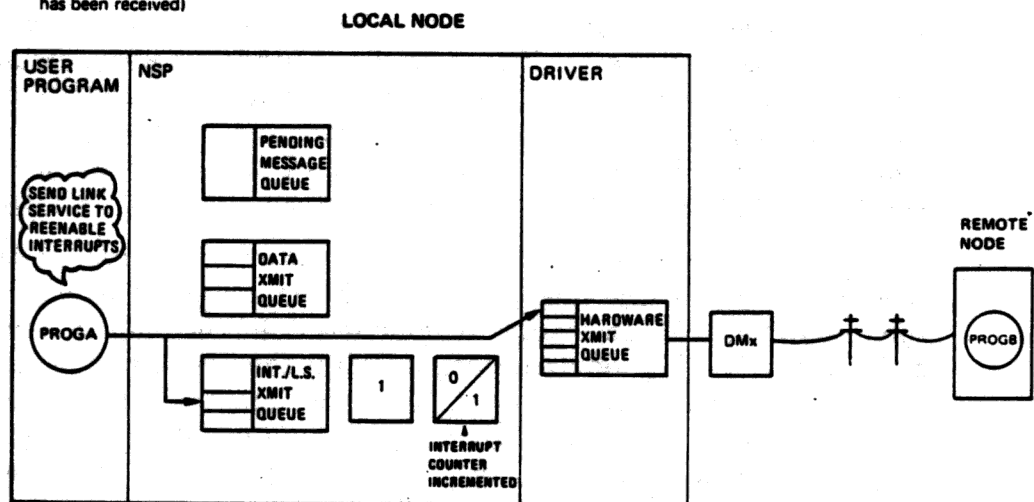 has been received)
LOCAL NODE
USER
PROGRAM
NSP
DRIVER
PENDING
MESSAGE
QUEUE
SEND LINK
SERVICE TO
REENABLE
INTERRUPTS
DATA
XMIT
QUEUE
REMOTE
NODE
PROGA
HARDWARE
XMIT
QUEUE
DMx
PROGB
INT./L.S.
XMIT
QUEUE
1
0
1
INTERRUPT
COUNTER
INCREMENTED